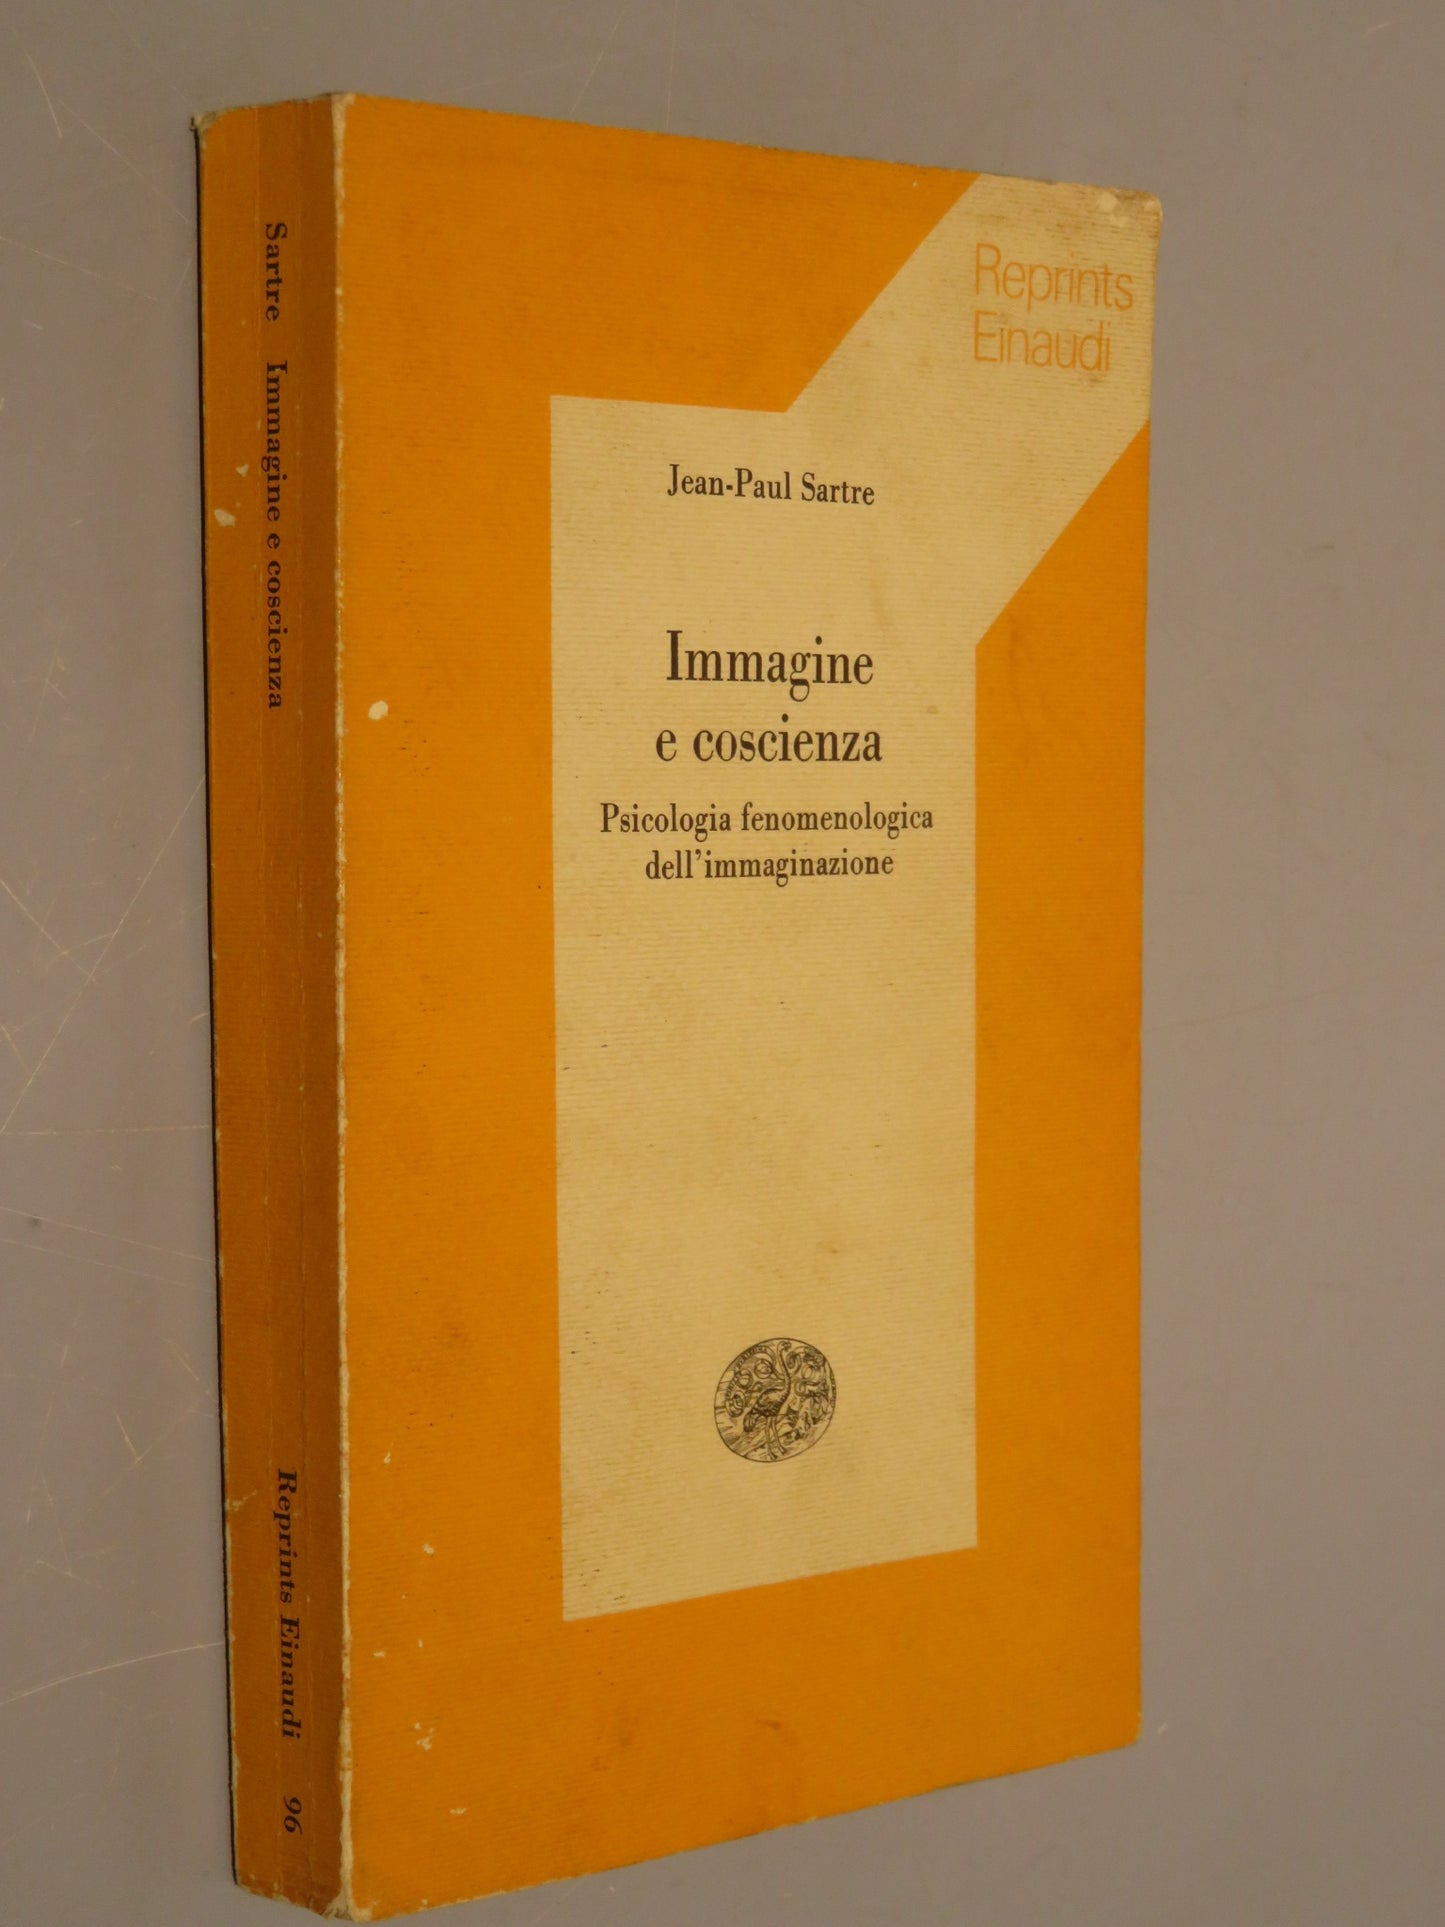 Sartre Immagine e coscienza
Reprints Einaudi 96
Reprints
Einaudi
Jean-Paul Sartre
Immagine
e coscienza
Psicologia fenomenologica
dell'immaginazione